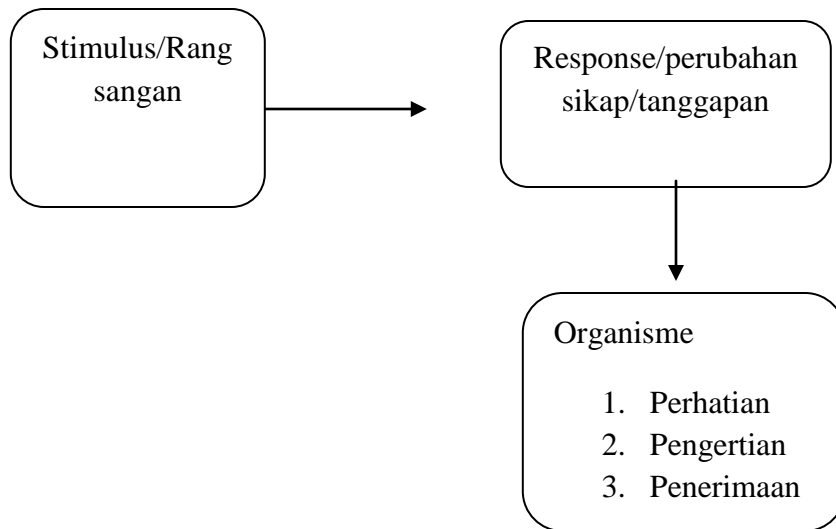 Stimulus/Rang
sangan
Response/perubahan
sikap/tanggapan
Organisme
1. Perhatian
2. Pengertian
3. Penerimaan